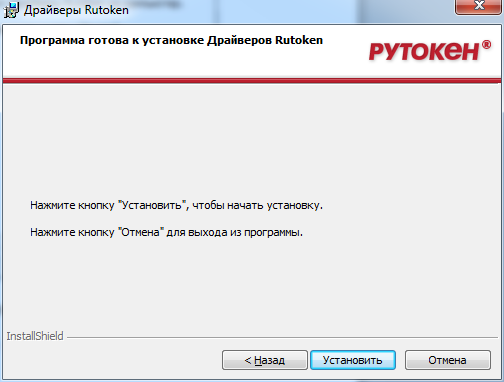 Драйверы Rutoken
Программа готова к установке Драйверов Rutoken
РУТОКЕН®
Нажмите кнопку "Установить", чтобы начать установку.
Нажмите кнопку "Отмена" для выхода из программы.
InstallShield
< Назад
Установить
Отмена